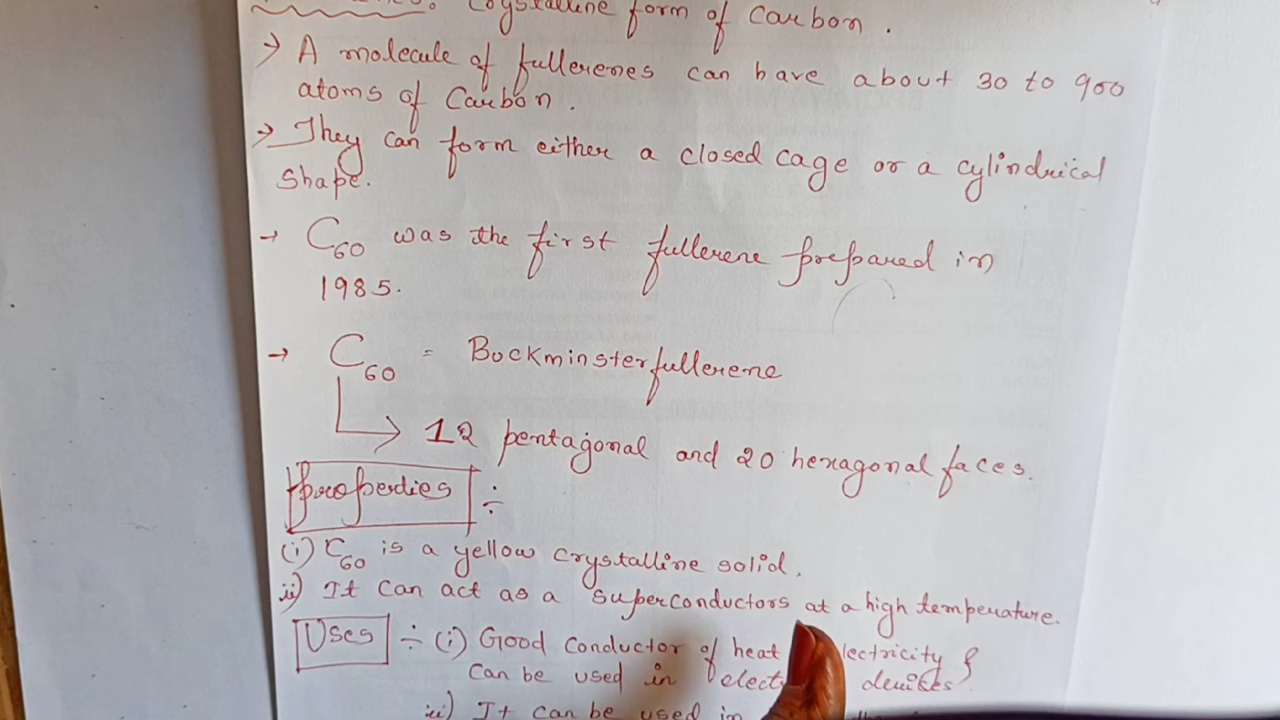 Crystalline form of Carbon.
→ A molecule of fullerenes can have about 30 to 900
atoms of Carbon.
→ They can form either a closed cage or a cylindrical
shape.
→ C60 was the first fullerene prepared in
1985.
→ C60 = Buckminsterfullerene
→ 12 pentagonal and 20 hexagonal faces.
Properties ÷
(i) C60 is a yellow crystalline solid.
ii) It can act as a superconductors at a high temperature.
Uses ÷ (i) Good conductor of heat lectricity &
Can be used in elect devices.
ii) It can be used in